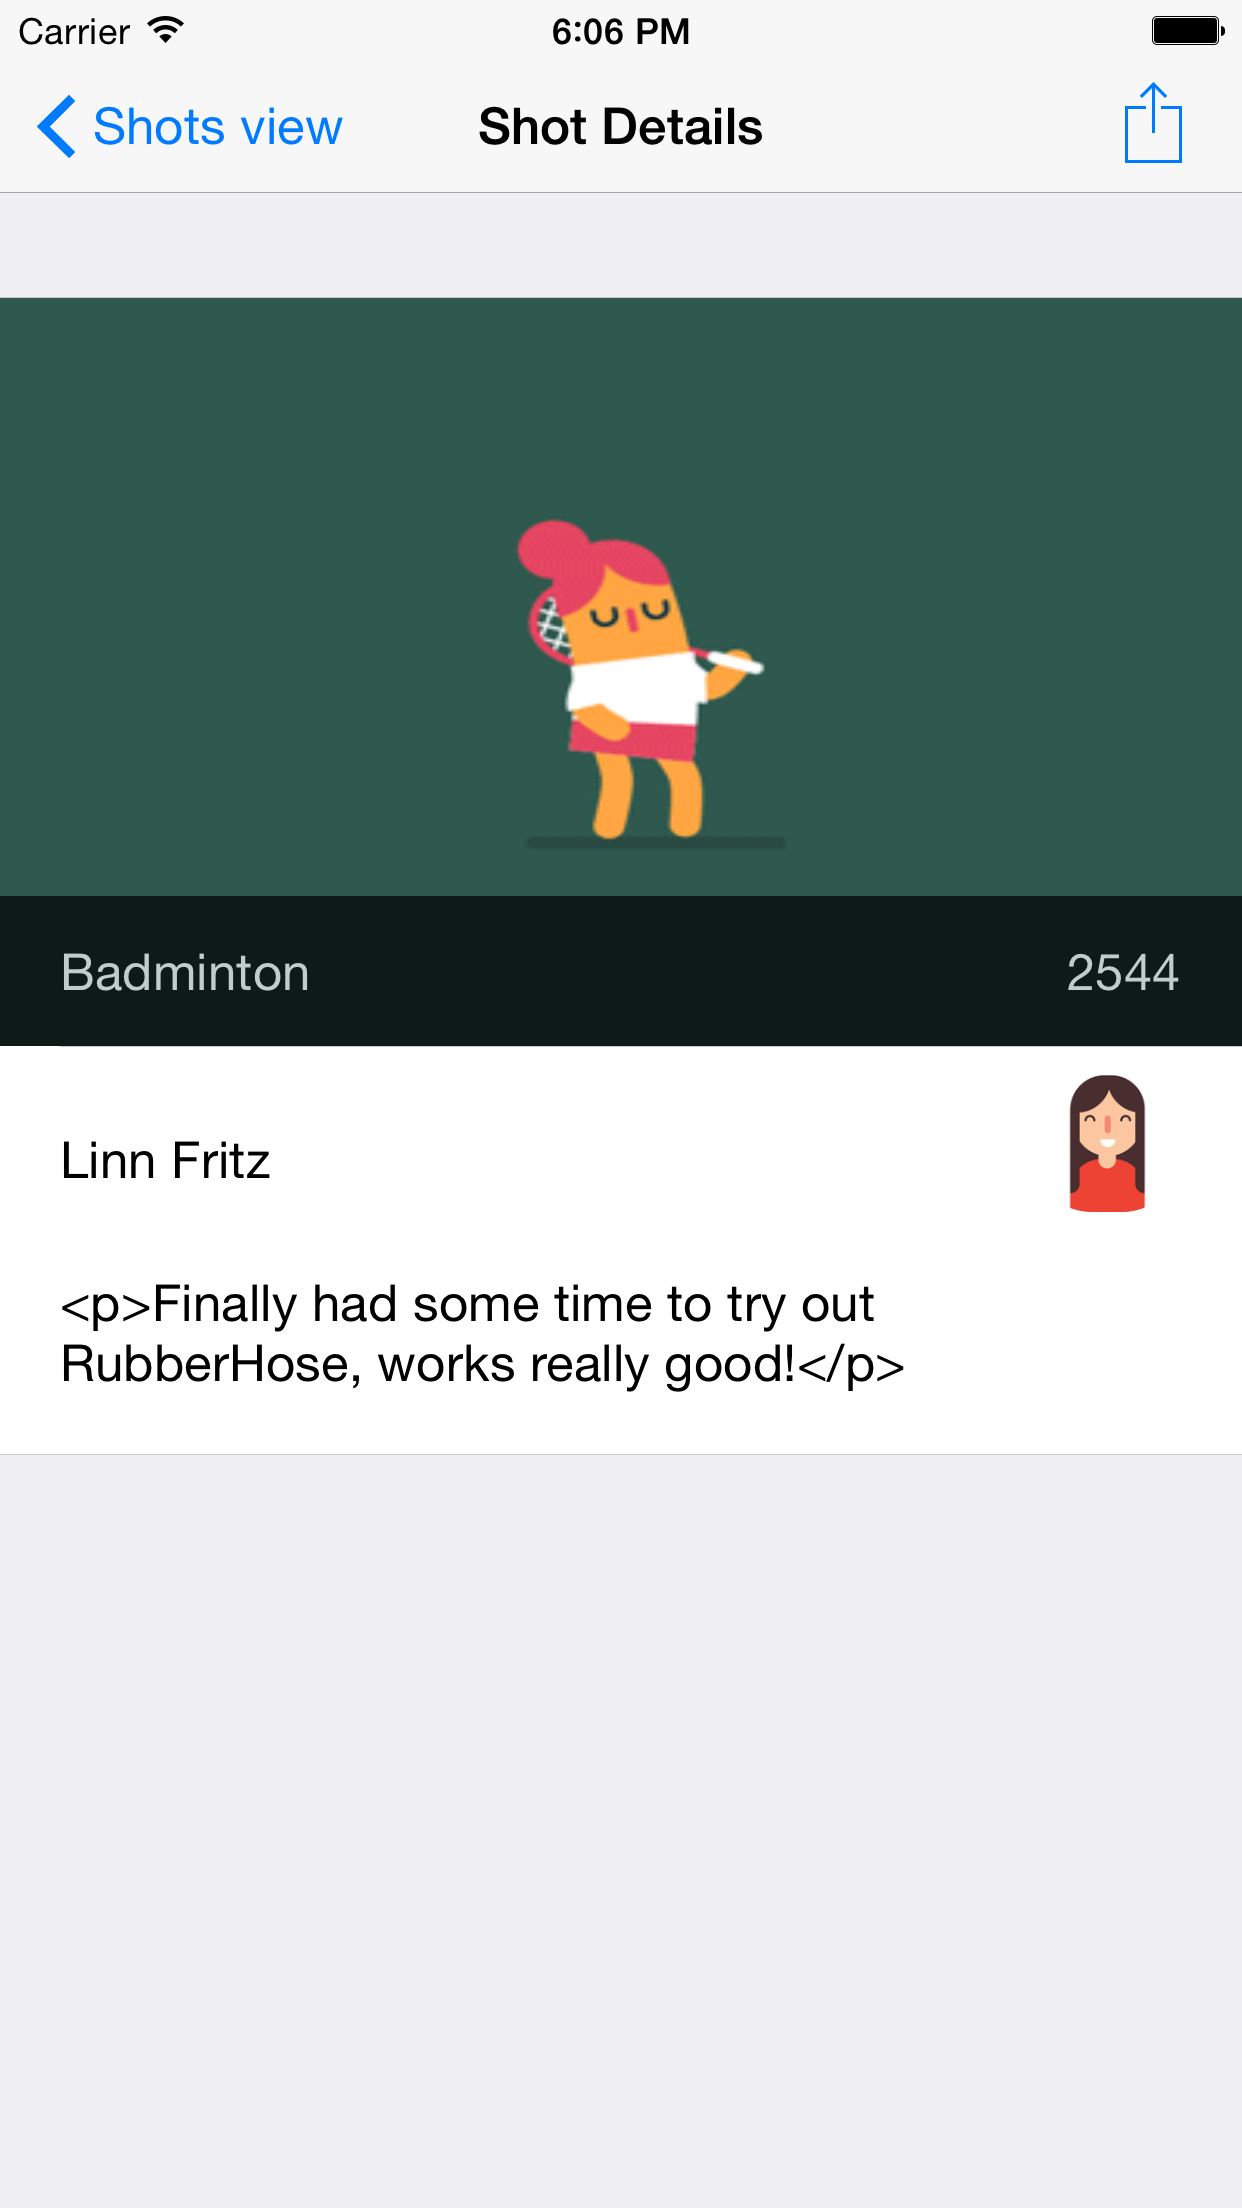 Carrier
6:06 PM
Shots view
Shot Details
Badminton
2544
Linn Fritz
<p>Finally had some time to try out
RubberHose, works really good!</p>